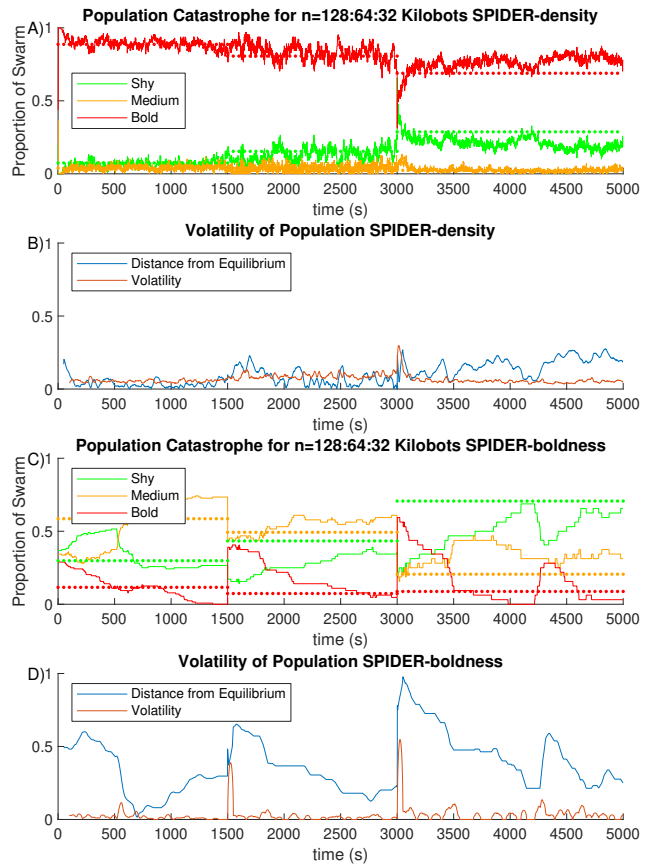 Population Catastrophe for n=128:64:32 Kilobots SPIDER-density
A)
1
0.5
0
Proportion of Swarm
Shy
Medium
Bold
0 500 1000 1500 2000 2500 3000 3500 4000 4500 5000
time (s)
Volatility of Population SPIDER-density
B)
1
0.5
0
Distance from Equilibrium
Volatility
0 500 1000 1500 2000 2500 3000 3500 4000 4500 5000
time (s)
Population Catastrophe for n=128:64:32 Kilobots SPIDER-boldness
C)
1
0.5
0
Proportion of Swarm
Shy
Medium
Bold
0 500 1000 1500 2000 2500 3000 3500 4000 4500 5000
time (s)
Volatility of Population SPIDER-boldness
D)
1
0.5
0
Distance from Equilibrium
Volatility
0 500 1000 1500 2000 2500 3000 3500 4000 4500 5000
time (s)